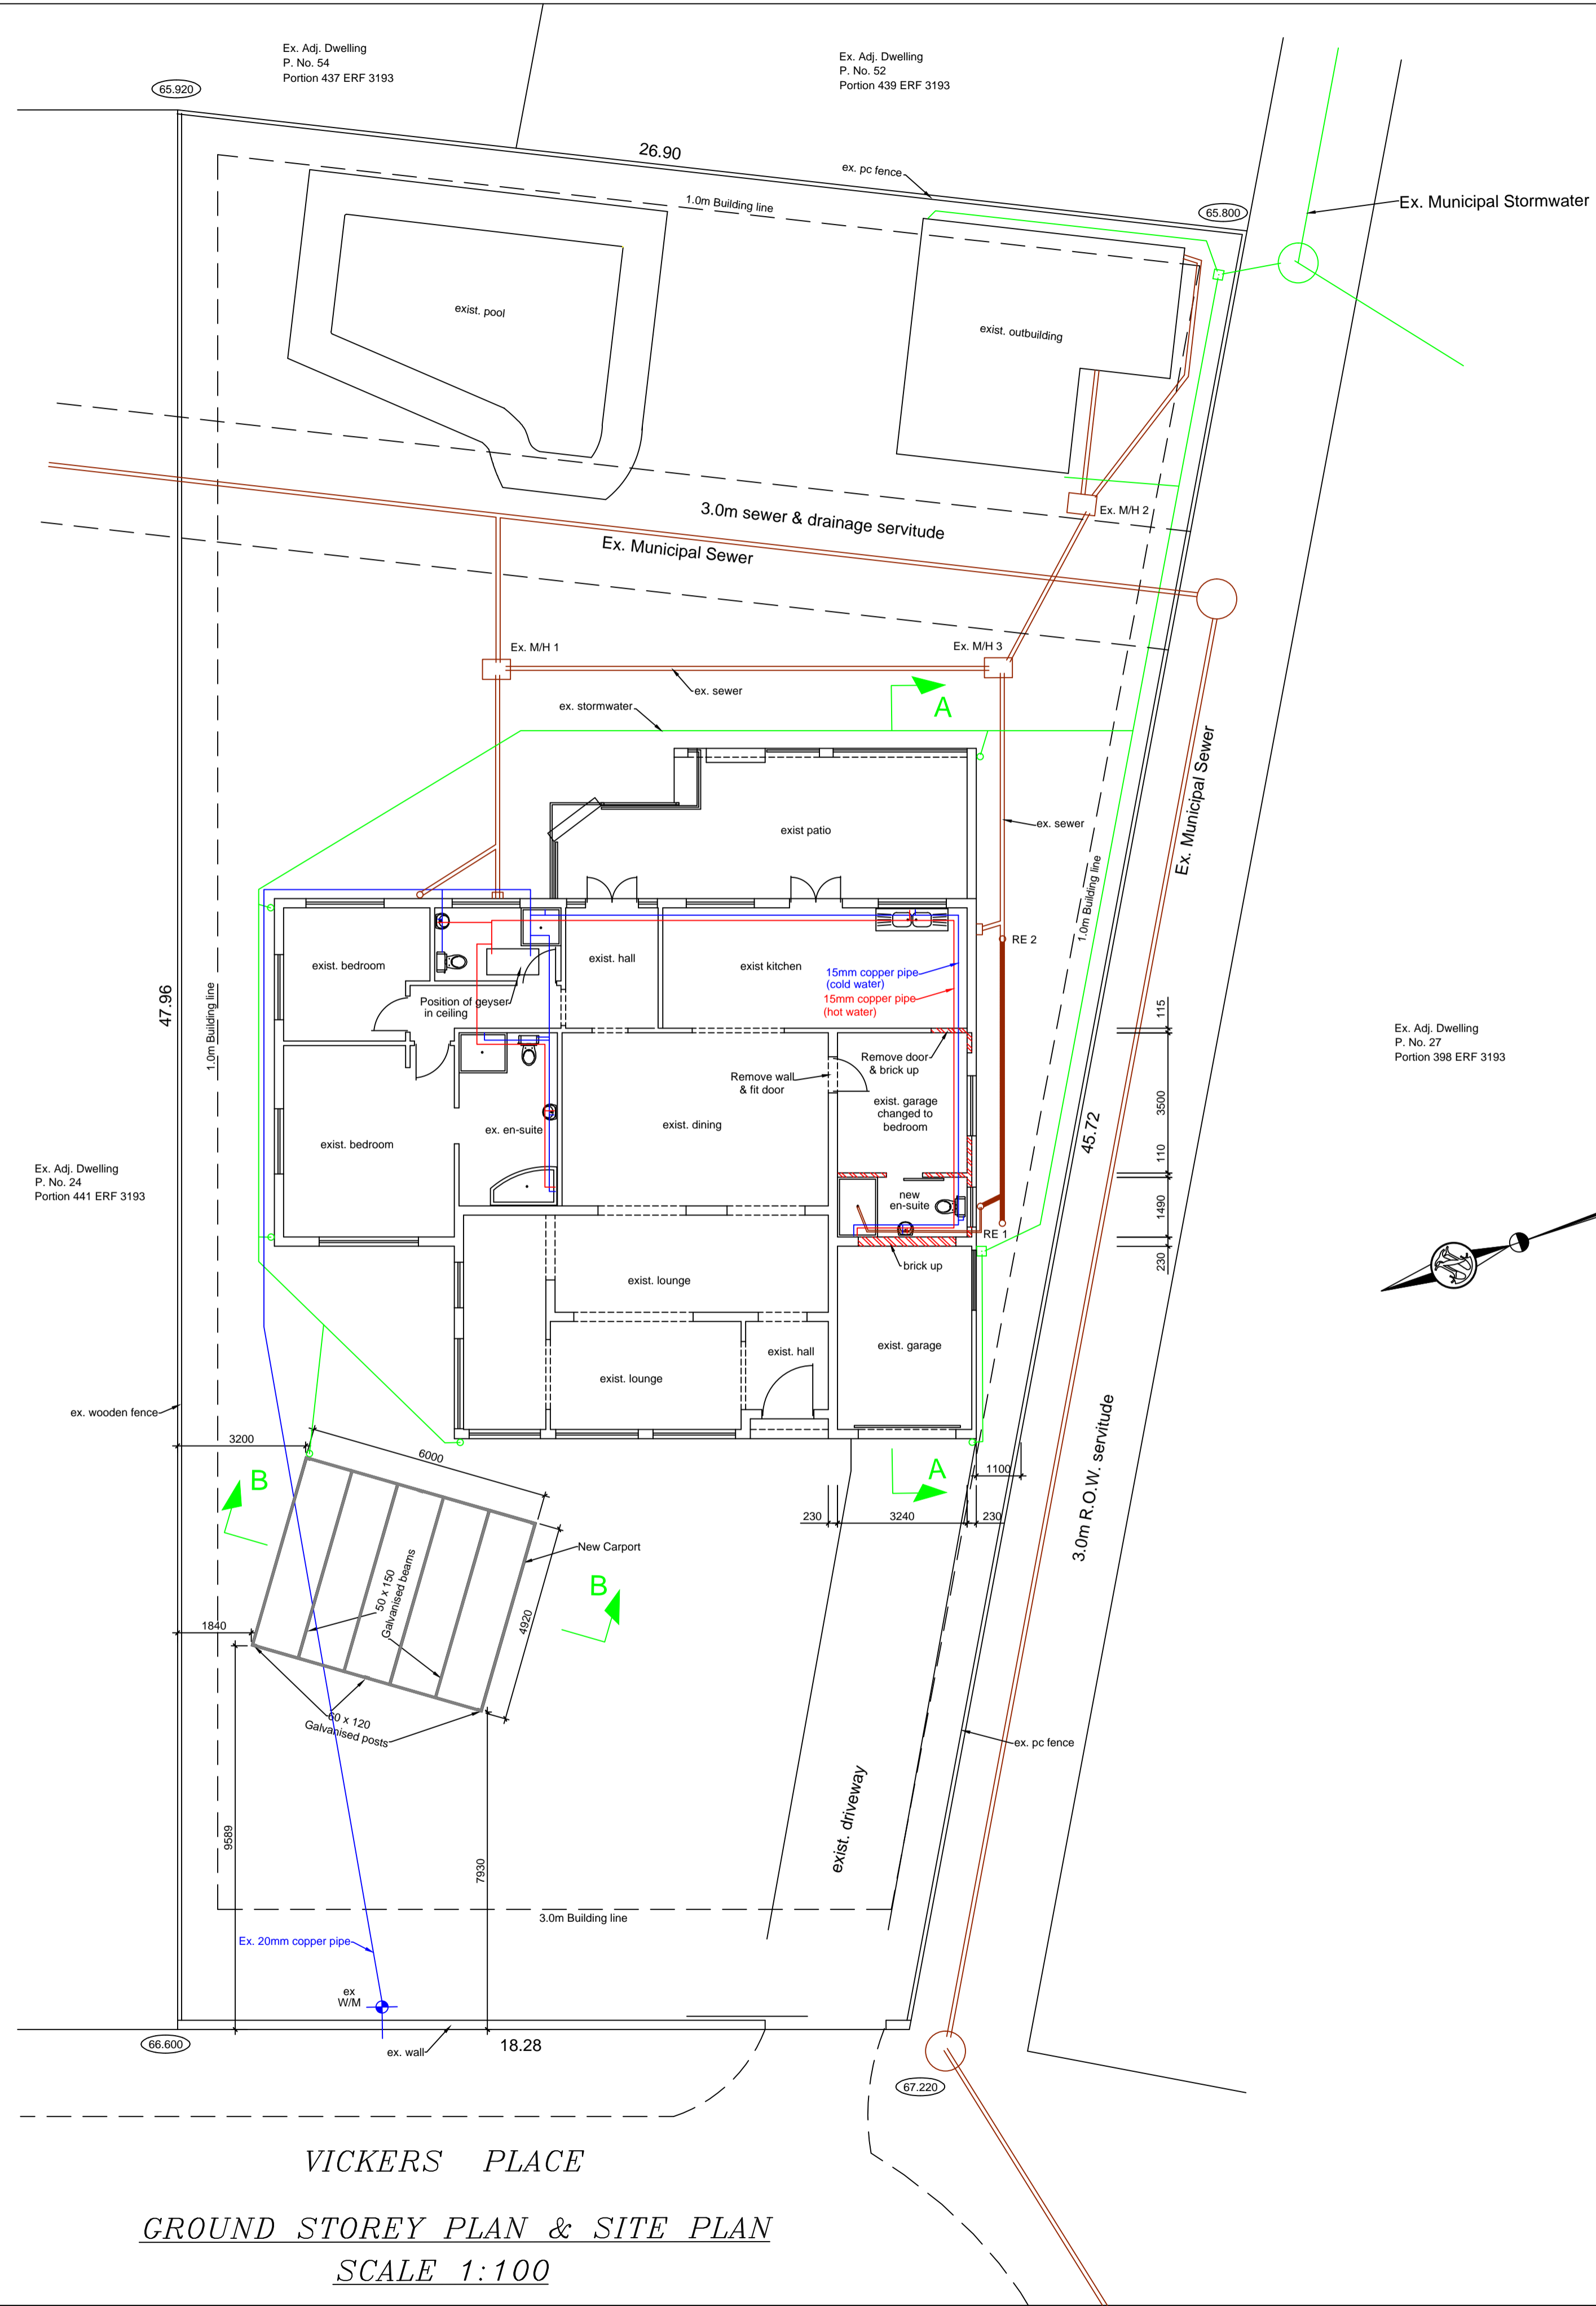 Ex. Adj. Dwelling
P. No. 54
Portion 437 ERF 3193
Ex. Adj. Dwelling
P. No. 52
Portion 439 ERF 3193
65.920
26.90
ex. pc fence
1.0m Building line
65.800
Ex. Municipal Stormwater
exist. pool
exist. outbuilding
3.0m sewer & drainage servitude
Ex. Municipal Sewer
Ex. M/H 2
Ex. M/H 1
Ex. M/H 3
ex. sewer
ex. stormwater
A
Ex. Municipal Sewer
exist patio
ex. sewer
1.0m Building line
RE 2
exist. bedroom
exist. hall
exist kitchen
15mm copper pipe
(cold water)
15mm copper pipe
(hot water)
Position of geyser
in ceiling
47.96
1.0m Building line
115
Ex. Adj. Dwelling
P. No. 27
Portion 398 ERF 3193
Remove door
& brick up
Remove wall
& fit door
exist. garage
changed to
bedroom
3500
45.72
exist. bedroom
ex. en-suite
exist. dining
110
Ex. Adj. Dwelling
P. No. 24
Portion 441 ERF 3193
new
en-suite
1490
RE 1
230
brick up
N
exist. lounge
exist. garage
exist. hall
exist. lounge
ex. wooden fence
3200
6000
B
A
1100
230
3240
230
3.0m R.O.W. servitude
New Carport
50 x 150
Galvanised beams
B
4920
1840
60 x 120
Galvanised posts
ex. pc fence
exist. driveway
9589
7930
3.0m Building line
Ex. 20mm copper pipe
ex
W/M
66.600
ex. wall
18.28
67.220
VICKERS PLACE
GROUND STOREY PLAN & SITE PLAN
SCALE 1:100